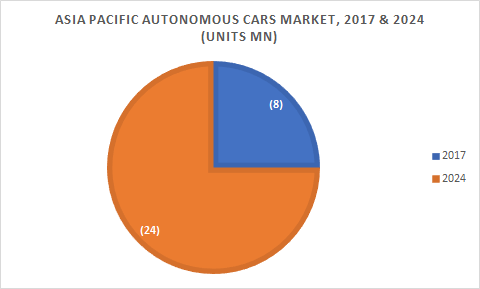 ASIA PACIFIC AUTONOMOUS CARS MARKET, 2017 & 2024
(UNITS MN)
(8)
2017
2024
(24)